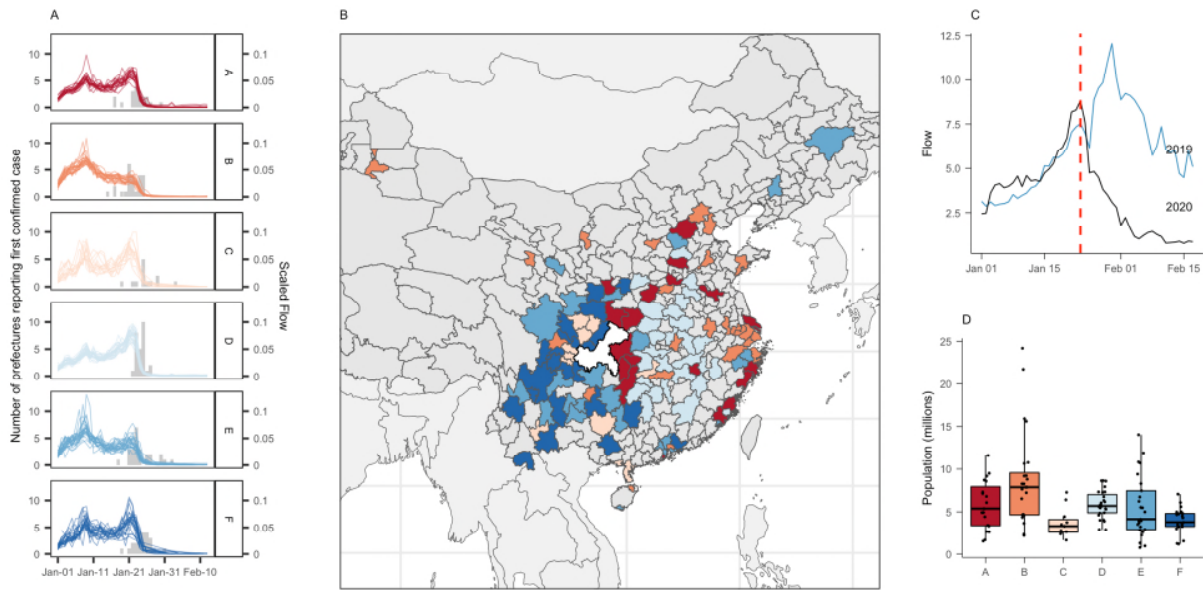 A
B
C
Number of prefectures reporting first confirmed case
Scaled Flow
10
5
0
0.1
0.05
0
A
10
5
0
0.1
0.05
0
B
10
5
0
0.1
0.05
0
C
10
5
0
0.1
0.05
0
D
10
5
0
0.1
0.05
0
E
10
5
0
0.1
0.05
0
F
Jan-01 Jan-11 Jan-21 Jan-31 Feb-10
12.5
10.0
7.5
5.0
2.5
Flow
2019
2020
Jan 01 Jan 15 Feb 01 Feb 15
D
Population (millions)
25
20
15
10
5
0
A B C D E F